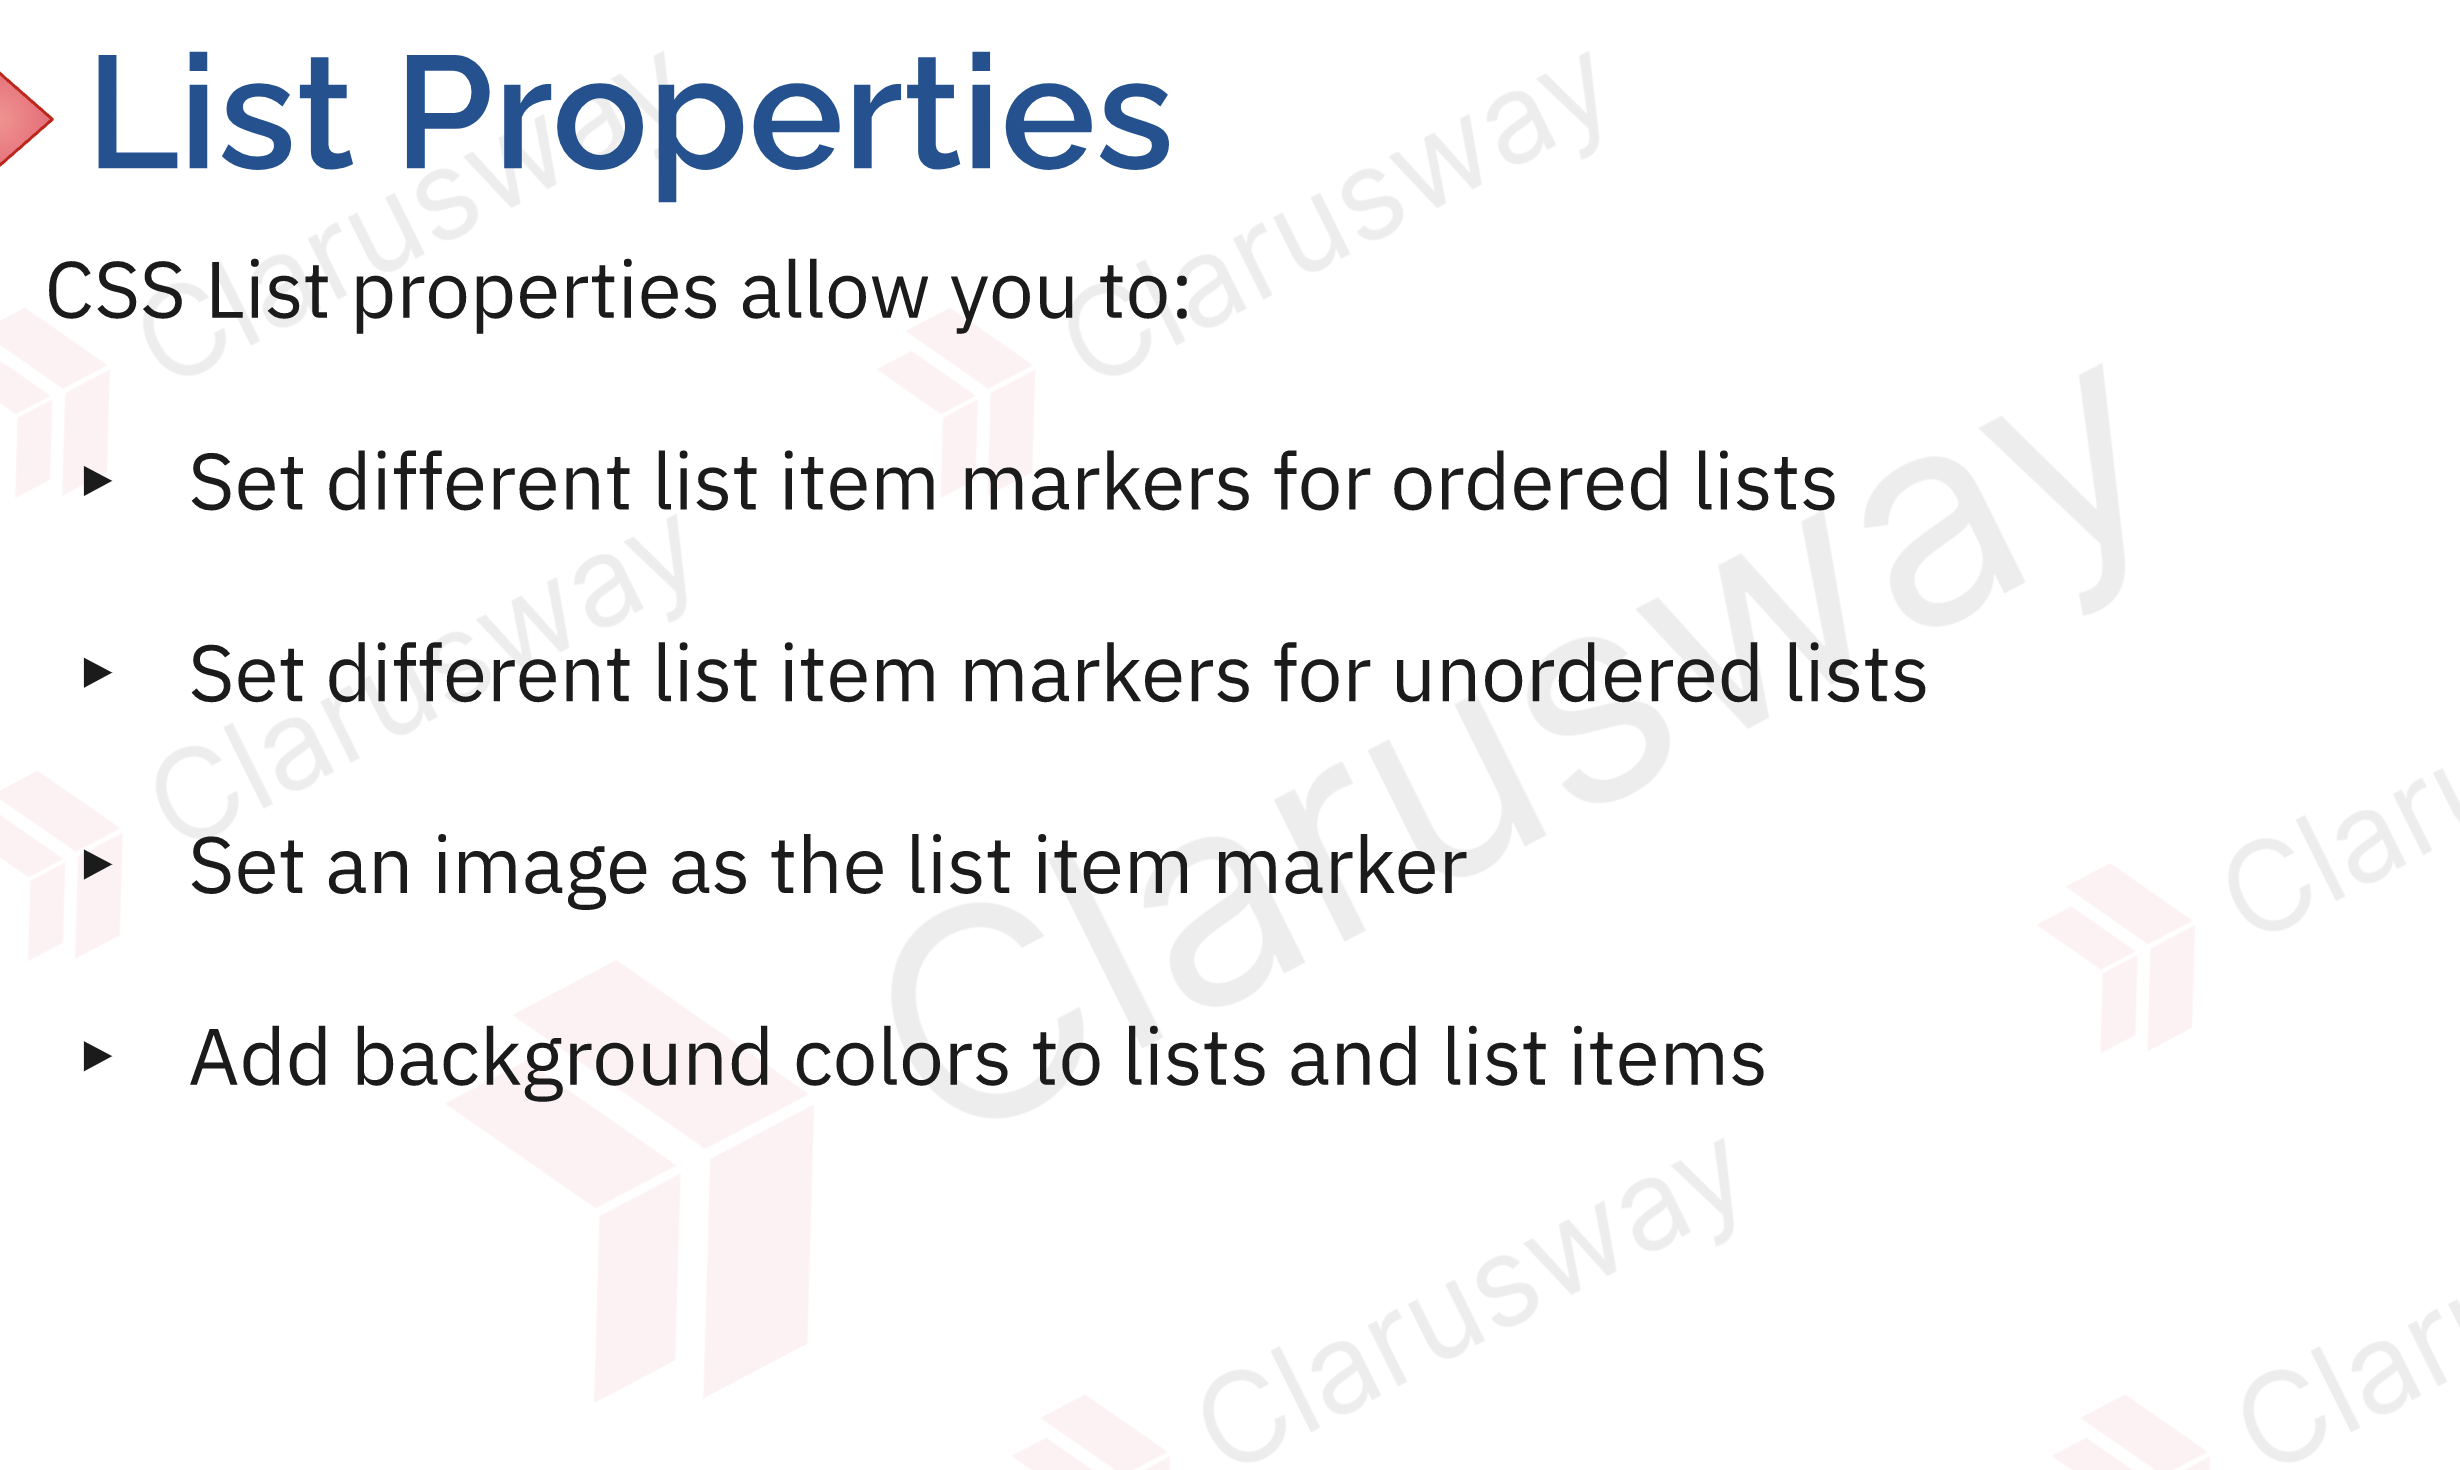 List Properties
CSS List properties allow you to:
► Set different list item markers for ordered lists
► Set different list item markers for unordered lists
► Set an image as the list item marker
► Add background colors to lists and list items
Clarusway
Clarusway
Clarusway
Clarusway
Clarusway